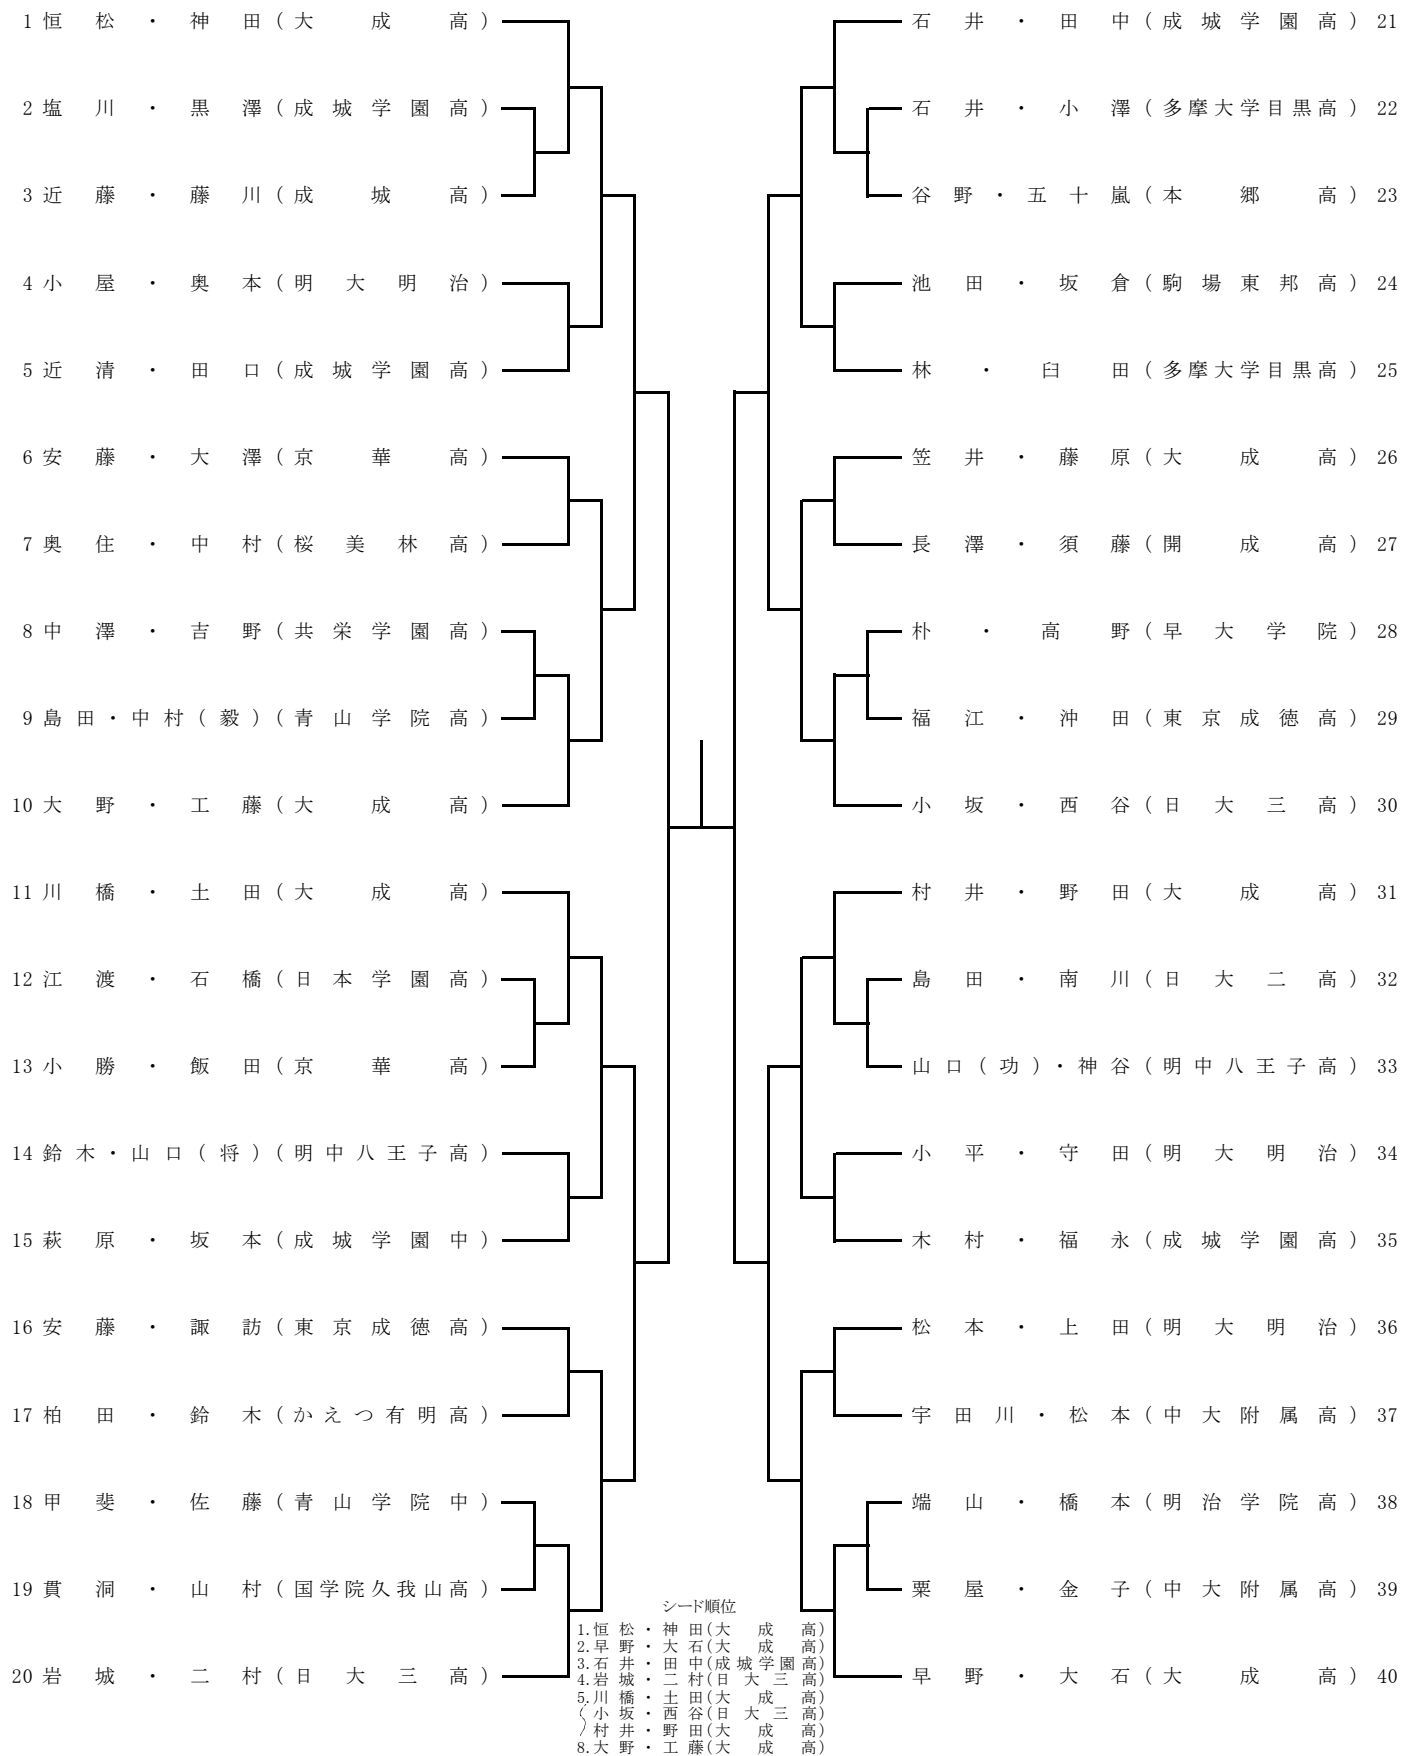 1 恒松・神田(大成高)
2 塩川・黒澤(成城学園高)
3 近藤・藤川(成城高)
4 小屋・奥本(明大明治)
5 近清・田口(成城学園高)
6 安藤・大澤(京華高)
7 奥住・中村(桜美林高)
8 中澤・吉野(共栄学園高)
9 島田・中村(毅)(青山学院高)
10 大野・工藤(大成高)
11 川橋・土田(大成高)
12 江渡・石橋(日本学園高)
13 小勝・飯田(京華高)
14 鈴木・山口(将)(明中八王子高)
15 萩原・坂本(成城学園中)
16 安藤・諏訪(東京成徳高)
17 柏田・鈴木(かえつ有明高)
18 甲斐・佐藤(青山学院中)
19 貫洞・山村(国学院久我山高)
20 岩城・二村(日大三高)
石井・田中(成城学園高) 21
石井・小澤(多摩大学目黒高) 22
谷野・五十嵐(本郷高) 23
池田・坂倉(駒場東邦高) 24
林・臼田(多摩大学目黒高) 25
笠井・藤原(大成高) 26
長澤・須藤(開成高) 27
朴・高野(早大学院) 28
福江・沖田(東京成徳高) 29
小坂・西谷(日大三高) 30
村井・野田(大成高) 31
島田・南川(日大二高) 32
山口(功)・神谷(明中八王子高) 33
小平・守田(明大明治) 34
木村・福永(成城学園高) 35
松本・上田(明大明治) 36
宇田川・松本(中大附属高) 37
端山・橋本(明治学院高) 38
粟屋・金子(中大附属高) 39
早野・大石(大成高) 40
シード順位
1.恒松・神田(大成高)
2.早野・大石(大成高)
3.石井・田中(成城学園高)
4.岩城・二村(日大三高)
5.川橋・土田(大成高)
小坂・西谷(日大三高)
村井・野田(大成高)
8.大野・工藤(大成高)